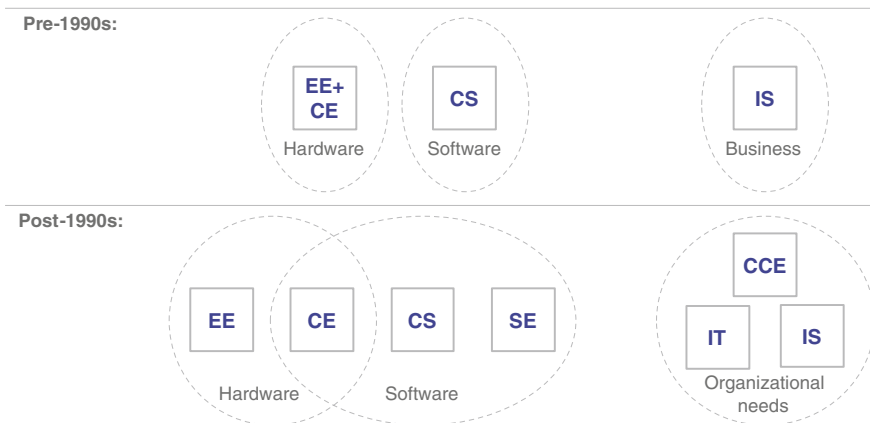 Pre-1990s:
EE+
CE
CS
IS
Hardware
Software
Business
Post-1990s:
CCE
EE
CE
CS
SE
IT
IS
Hardware
Software
Organizational
needs